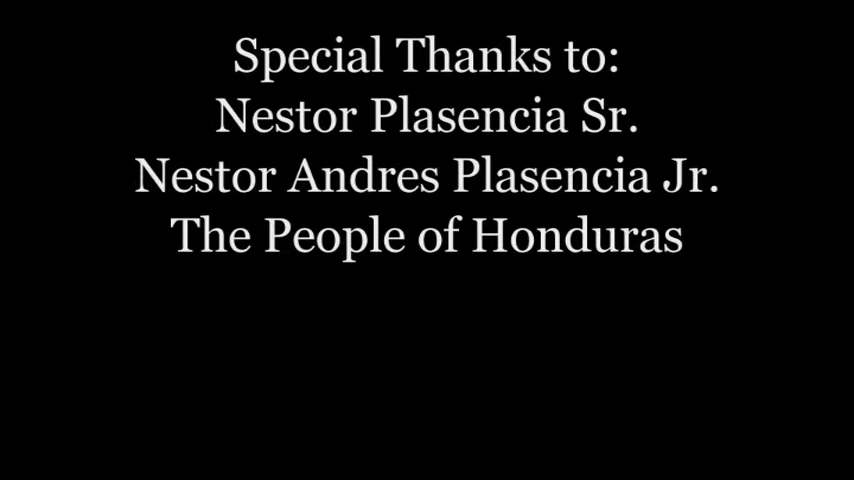 Special Thanks to:
Nestor Plasencia Sr.
Nestor Andres Plasencia Jr.
The People of Honduras